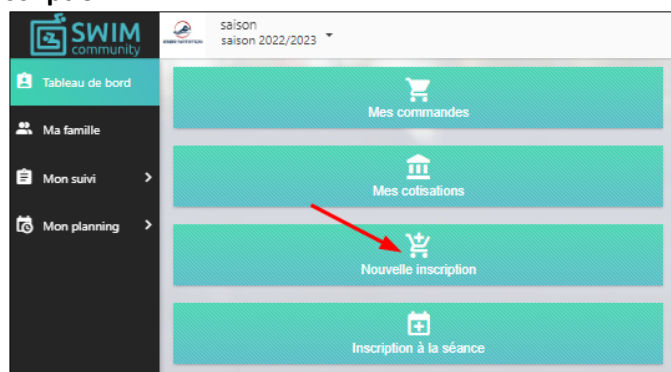 SWIM
community
saison
saison 2022/2023
Tableau de bord
Ma famille
Mon suivi
Mon planning
Mes commandes
Mes cotisations
Nouvelle inscription
Inscription à la séance